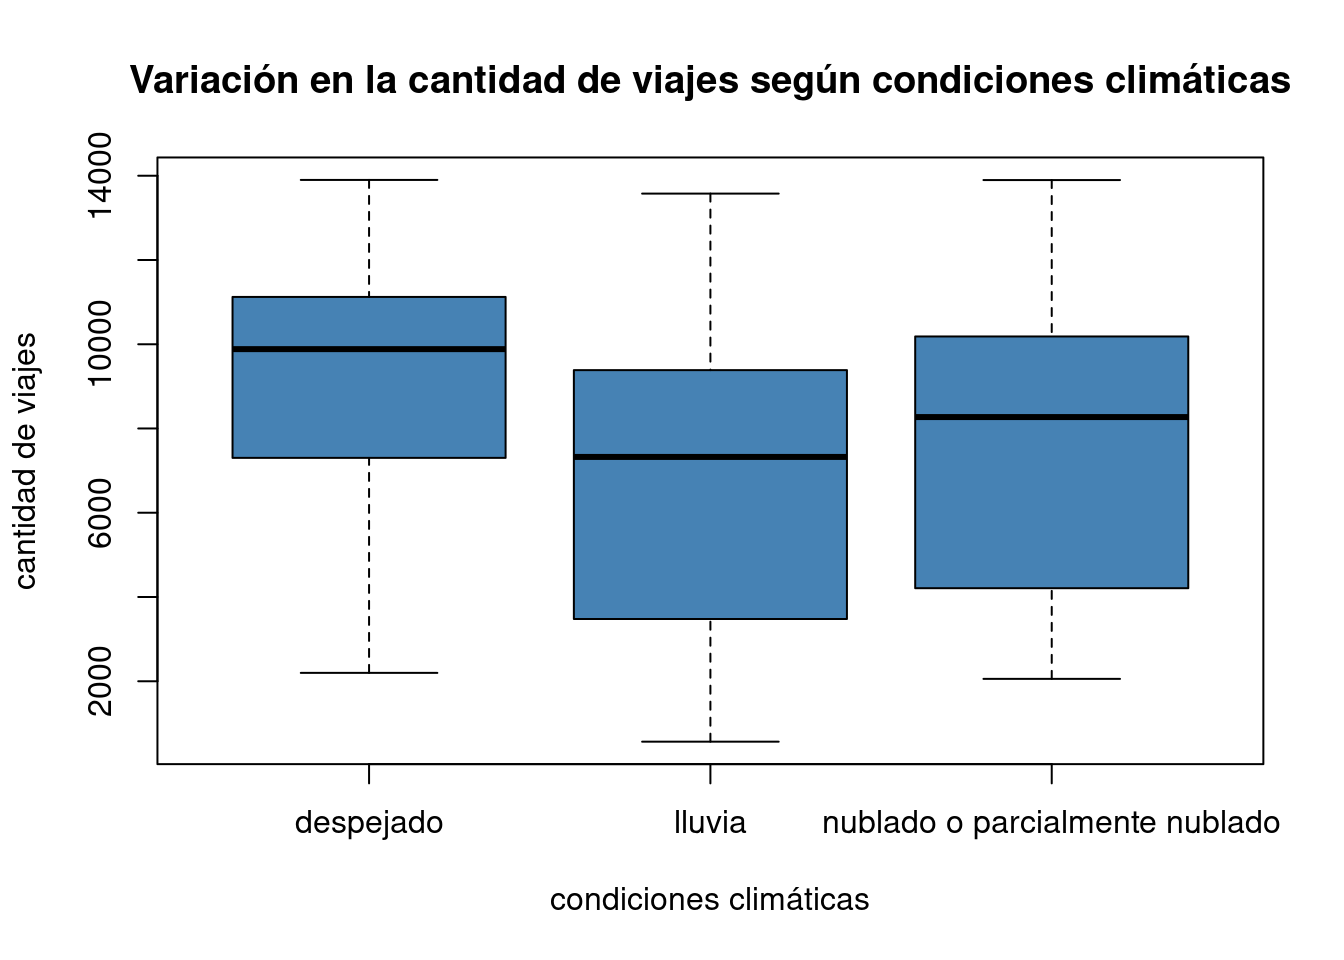 Variación en la cantidad de viajes según condiciones climáticas
cantidad de viajes
14000
10000
6000
2000
despejado
lluvia
nublado o parcialmente nublado
condiciones climáticas